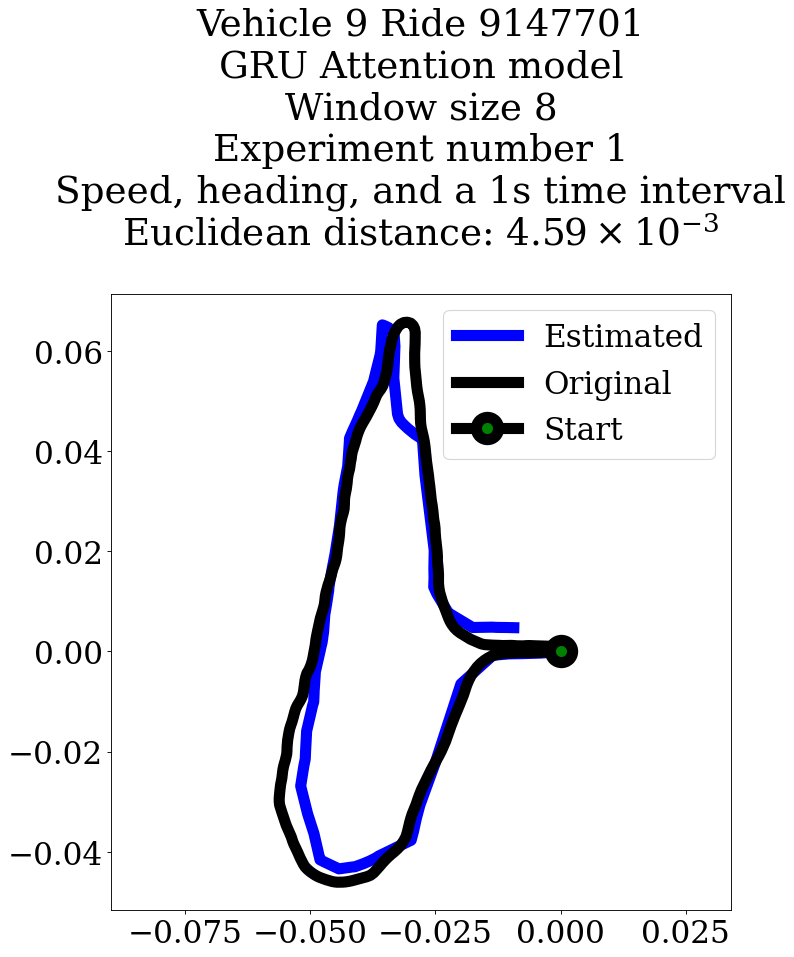 Vehicle 9 Ride 9147701
GRU Attention model
Window size 8
Experiment number 1
Speed, heading, and a 1s time interval
Euclidean distance: 4.59 × 10⁻³
Estimated
Original
Start
0.06
0.04
0.02
0.00
−0.02
−0.04
−0.075 −0.050 −0.025 0.000 0.025